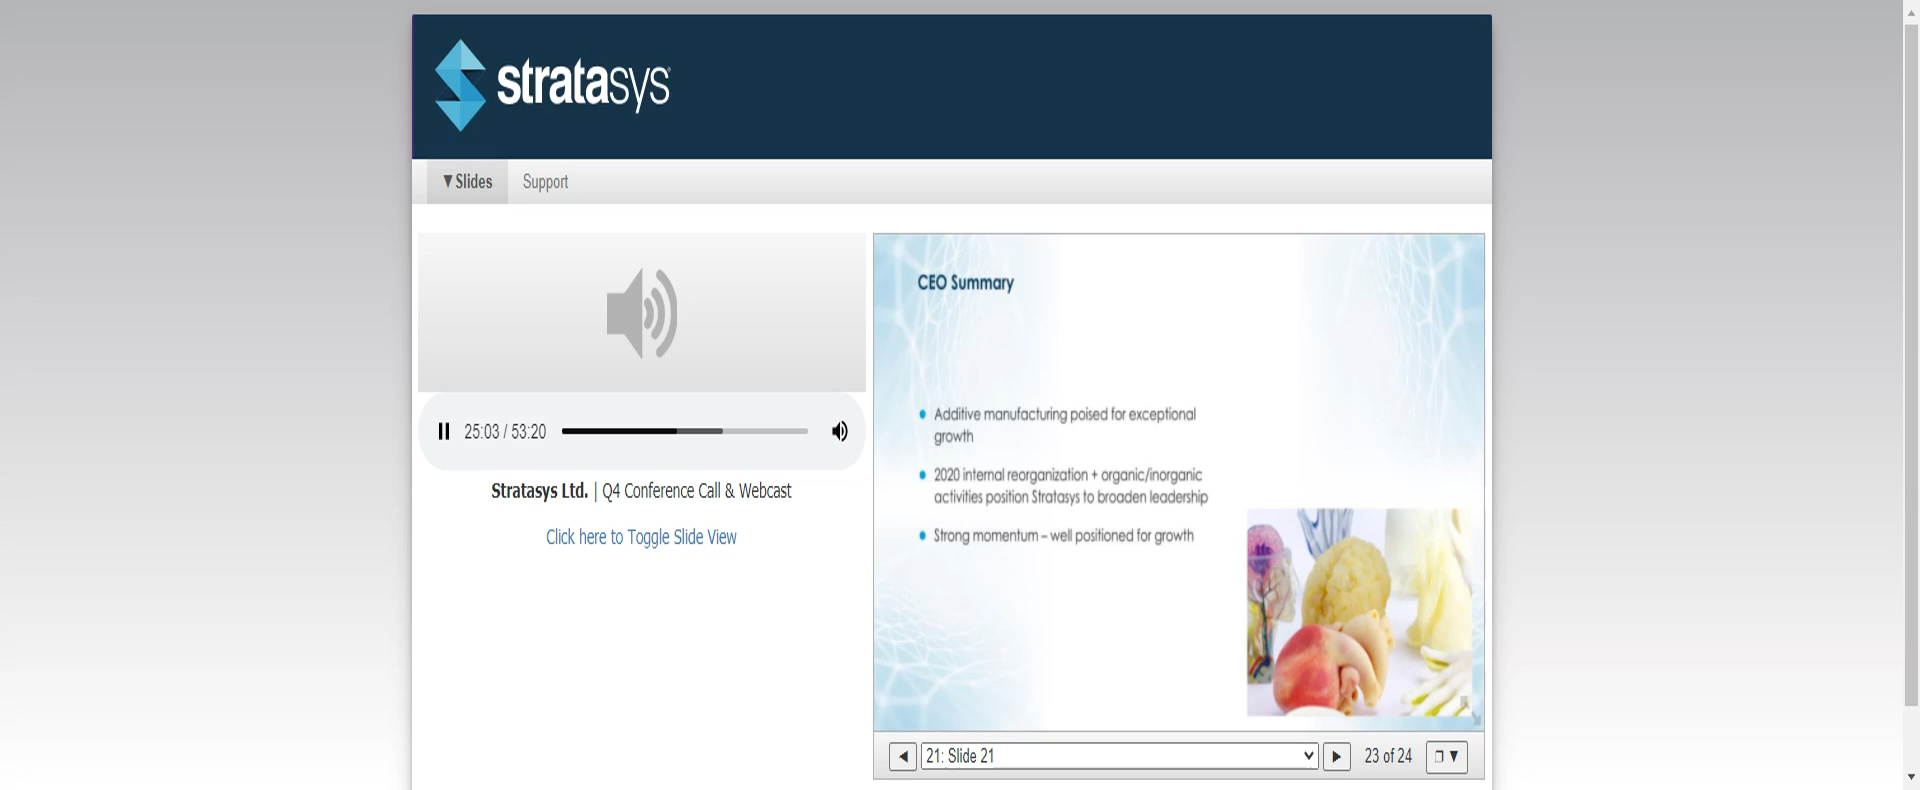 stratasys
▼Slides
Support
25:03 / 53:20
Stratasys Ltd. | Q4 Conference Call & Webcast
Click here to Toggle Slide View
CEO Summary
Additive manufacturing poised for exceptional
growth
2020 internal reorganization + organic/inorganic
activities position Stratasys to broaden leadership
Strong momentum – well positioned for growth
21: Slide 21
23 of 24